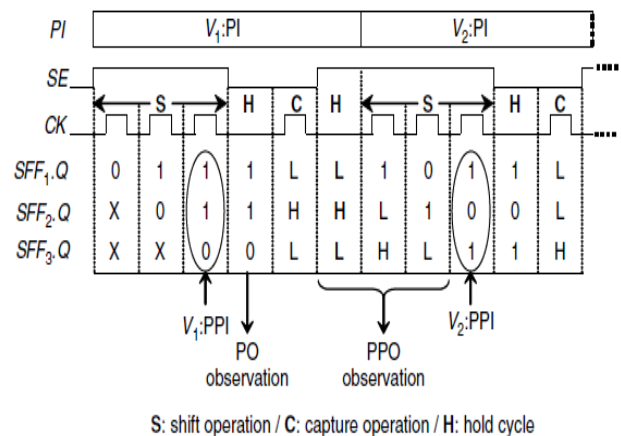 PI V₁:PI V₂:PI
SE
S H C H S H C
CK
SFF₁.Q 0 1 1 1 L L 1 0 1 1 L
SFF₂.Q X 0 1 1 H H L 1 0 0 L
SFF₃.Q X X 0 0 L L H L 1 1 H
V₁:PPI V₂:PPI
PO PPO
observation observation
S: shift operation / C: capture operation / H: hold cycle